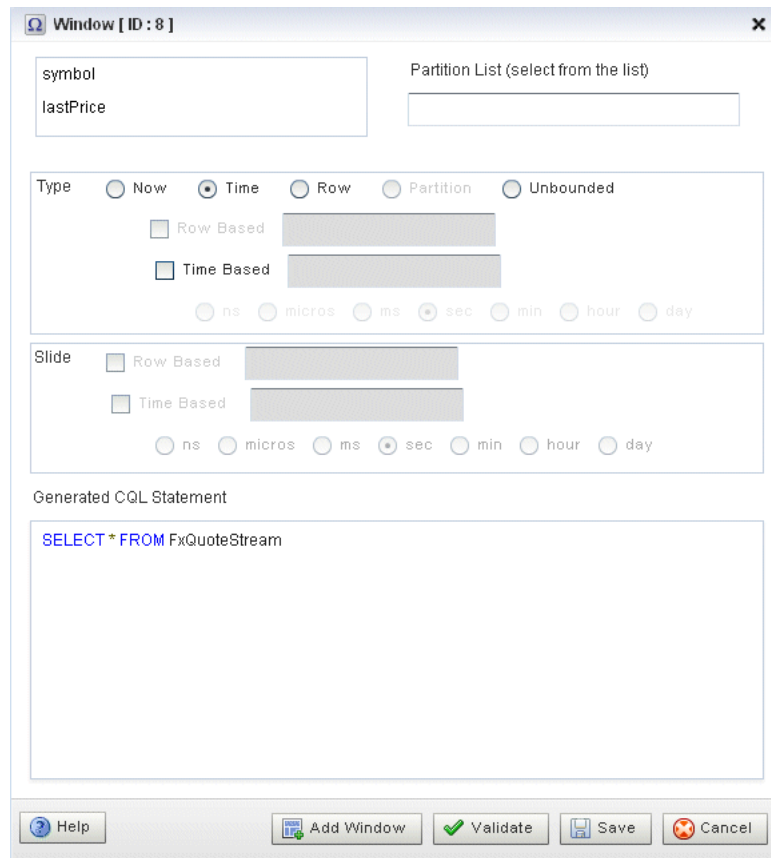 Window [ ID : 8 ]
symbol
lastPrice
Partition List (select from the list)
Type Now Time Row Partition Unbounded
Row Based
Time Based
ns micros ms sec min hour day
Slide Row Based
Time Based
ns micros ms sec min hour day
Generated CQL Statement
SELECT * FROM FxQuoteStream
Help Add Window Validate Save Cancel